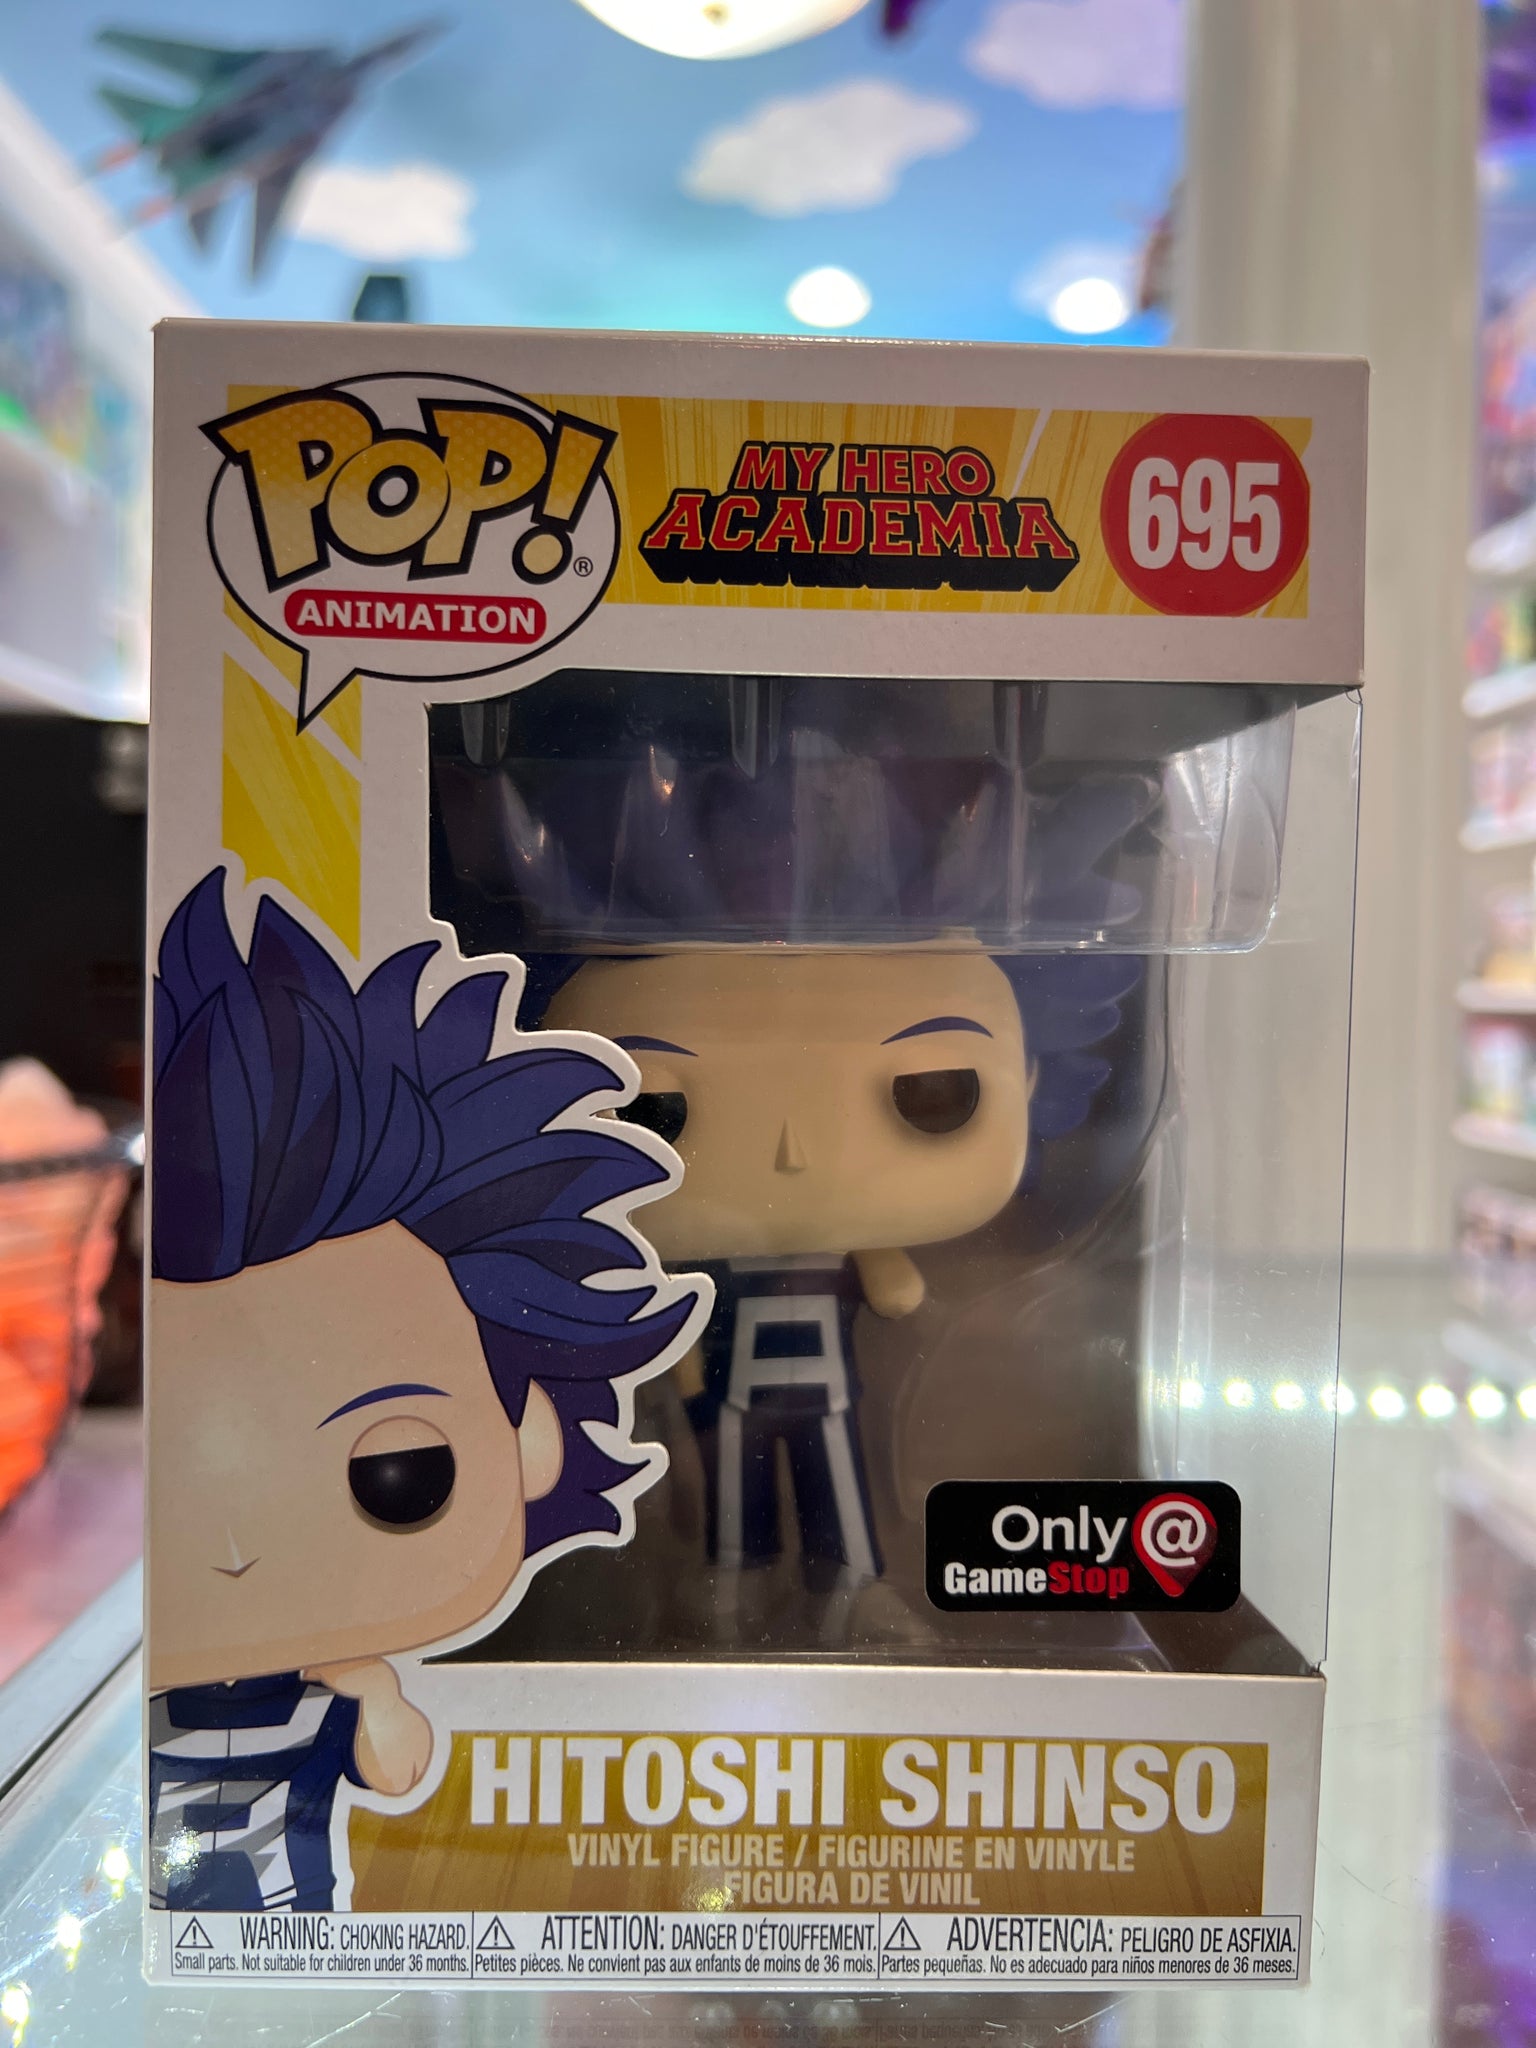 POP!®
ANIMATION
MY HERO
ACADEMIA
695
Only @
GameStop
HITOSHI SHINSO
VINYL FIGURE / FIGURINE EN VINYLE
FIGURA DE VINIL
WARNING: CHOKING HAZARD.
Small parts. Not suitable for children under 36 months.
ATTENTION: DANGER D'ÉTOUFFEMENT.
Petites pièces. Ne convient pas aux enfants de moins de 36 mois.
ADVERTENCIA: PELIGRO DE ASFIXIA.
Partes pequeñas. No es adecuado para niños menores de 36 meses.